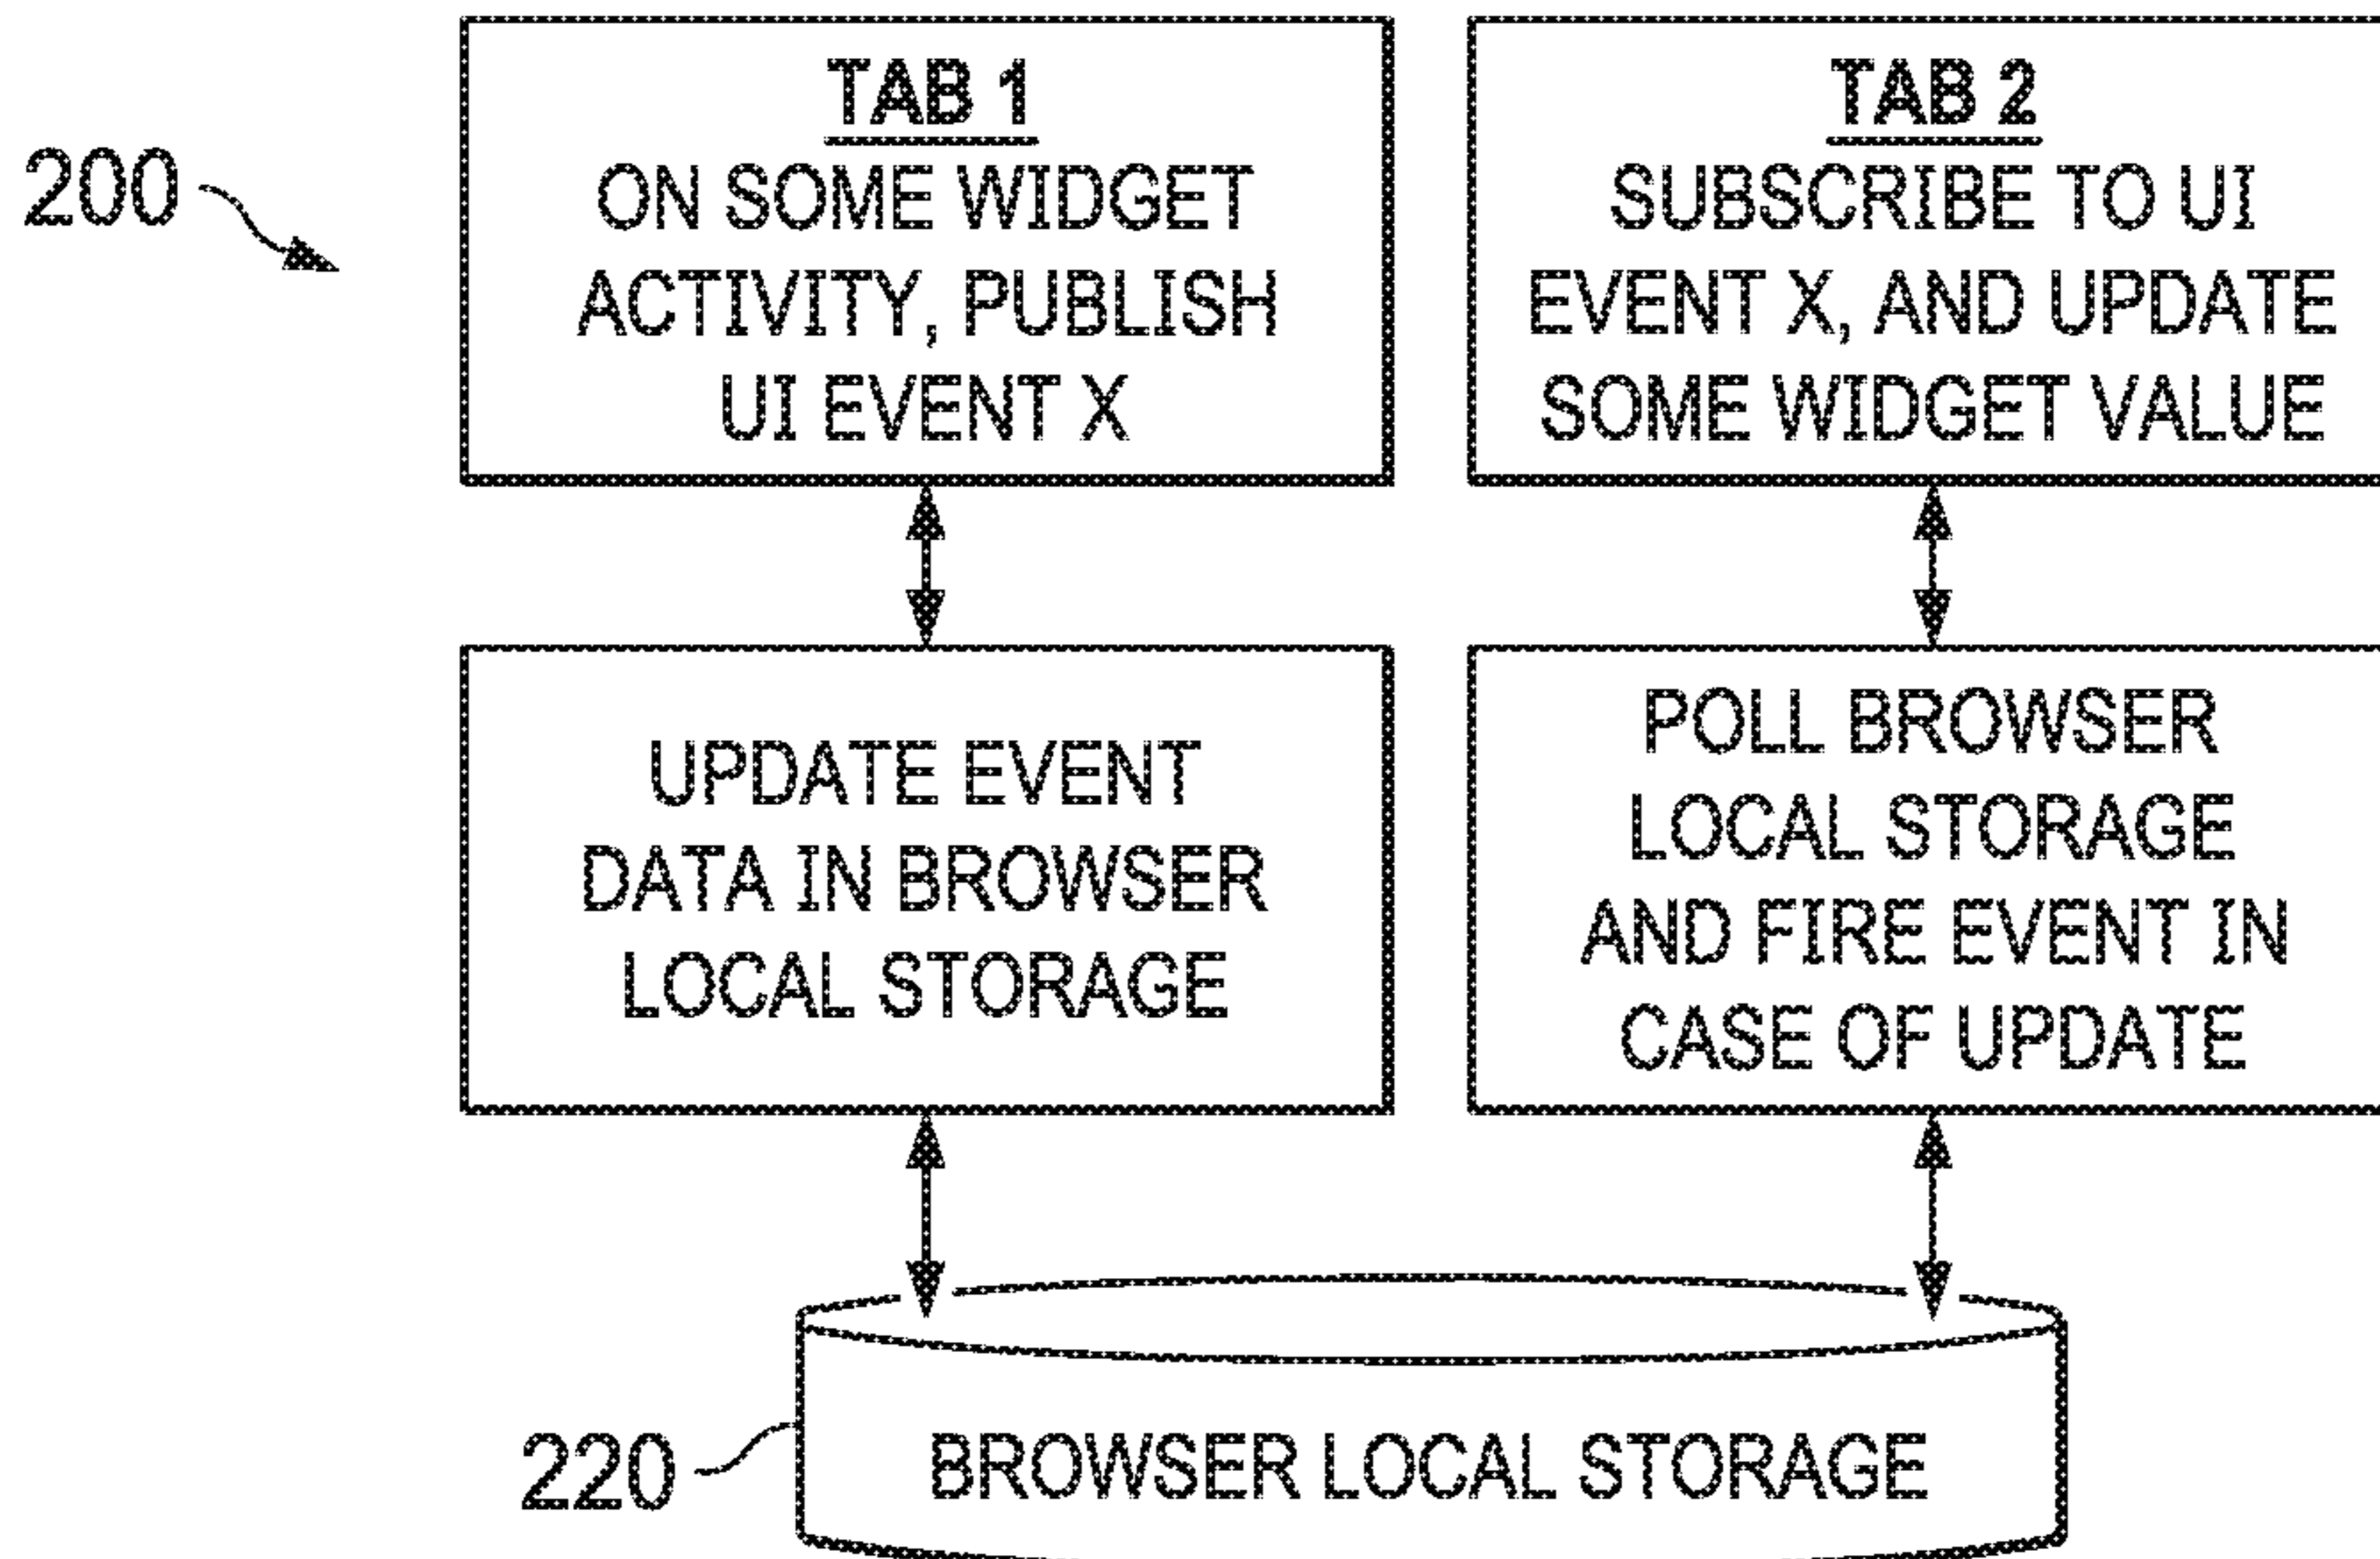 200
TAB 1
ON SOME WIDGET
ACTIVITY, PUBLISH
UI EVENT X
TAB 2
SUBSCRIBE TO UI
EVENT X, AND UPDATE
SOME WIDGET VALUE
UPDATE EVENT
DATA IN BROWSER
LOCAL STORAGE
POLL BROWSER
LOCAL STORAGE
AND FIRE EVENT IN
CASE OF UPDATE
220
BROWSER LOCAL STORAGE